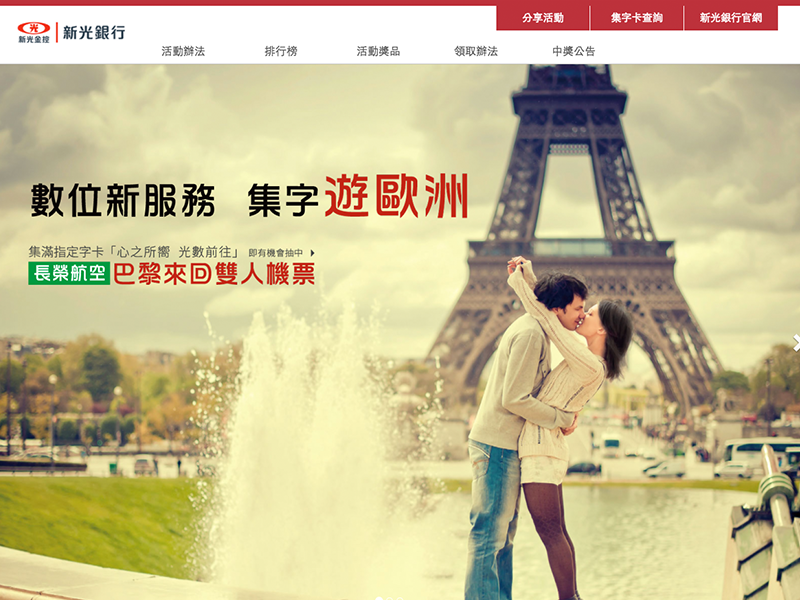 分享活動
集字卡查詢
新光銀行官網
光
新光金控
新光銀行
活動辦法
排行榜
活動獎品
領取辦法
中獎公告
數位新服務 集字遊歐洲
集滿指定字卡「心之所嚮 光數前往」 即有機會抽中
長榮航空 巴黎來回雙人機票